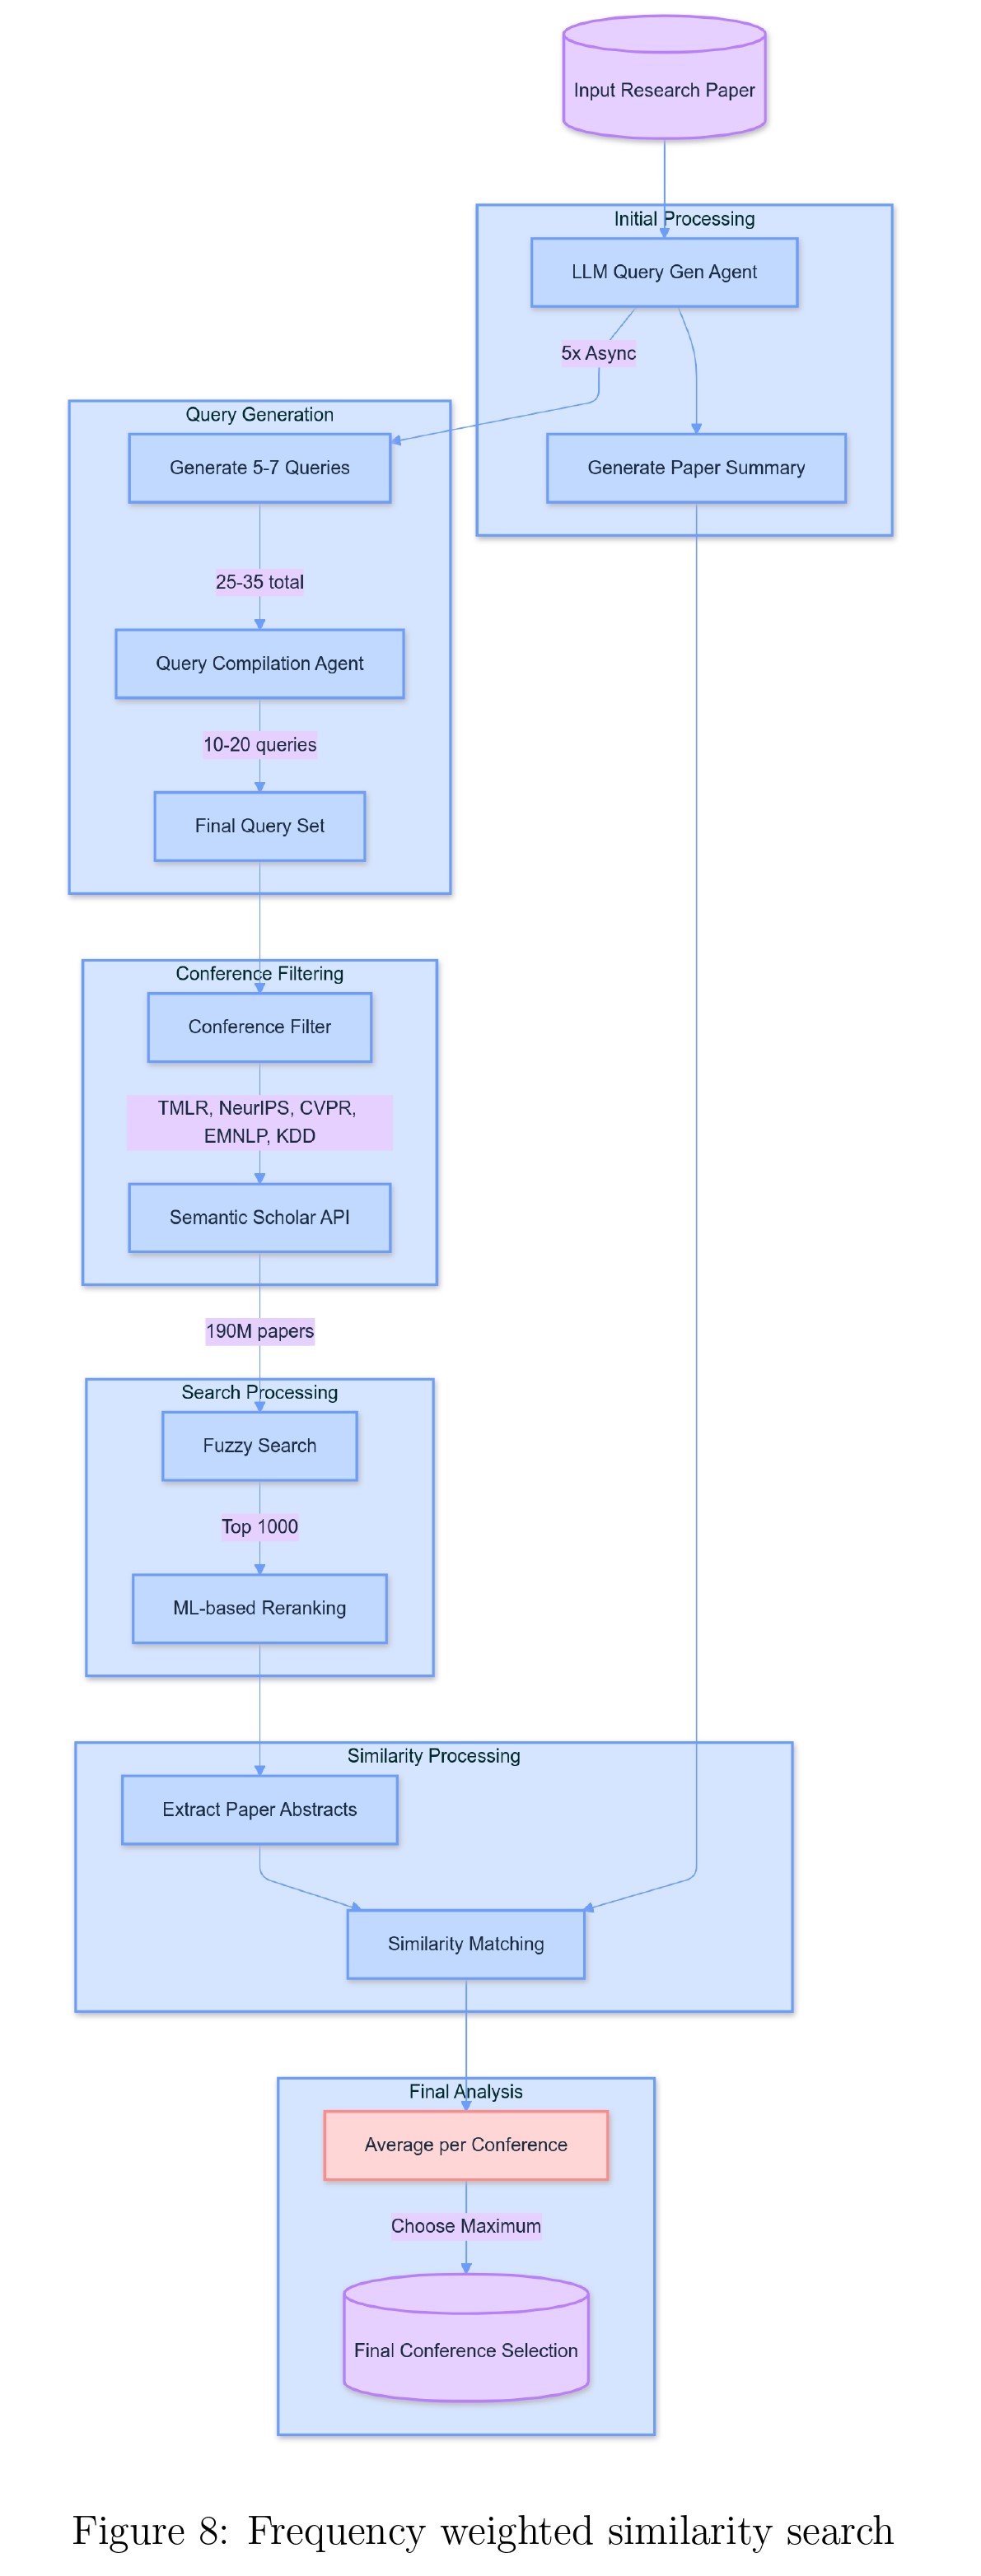 Input Research Paper
Initial Processing
LLM Query Gen Agent
5x Async
Generate Paper Summary
Query Generation
Generate 5-7 Queries
25-35 total
Query Compilation Agent
10-20 queries
Final Query Set
Conference Filtering
Conference Filter
TMLR, NeurIPS, CVPR,
EMNLP, KDD
Semantic Scholar API
190M papers
Search Processing
Fuzzy Search
Top 1000
ML-based Reranking
Similarity Processing
Extract Paper Abstracts
Similarity Matching
Final Analysis
Average per Conference
Choose Maximum
Final Conference Selection
Figure 8: Frequency weighted similarity search